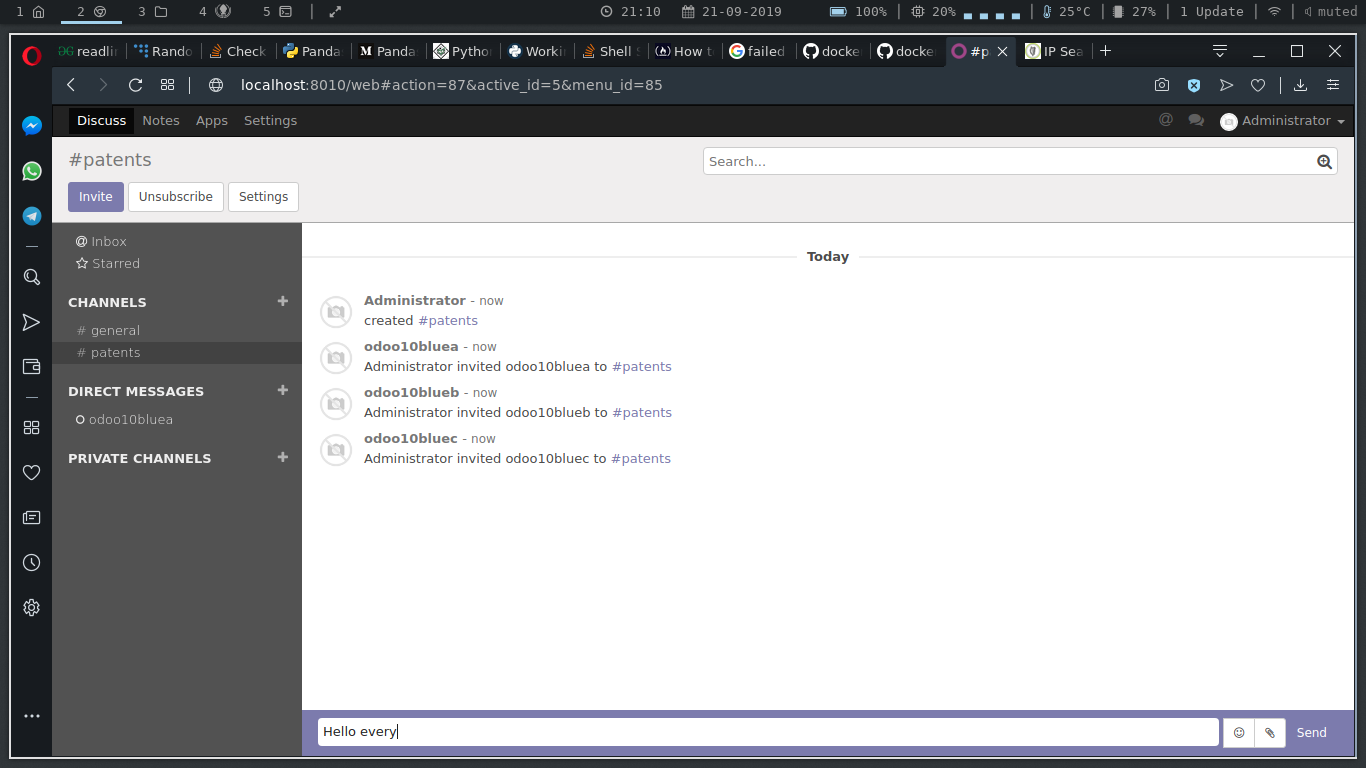 1 2 3 4 5 21:10 21-09-2019 100% 20% 25°C 27% 1 Update muted
readli Rando Check Panda Panda Pytho Worki Shell S How t failed docke docke #p IP Sea
localhost:8010/web#action=87&active_id=5&menu_id=85
Discuss Notes Apps Settings @ Administrator
#patents Search...
Invite Unsubscribe Settings
Inbox
Starred
CHANNELS +
# general
# patents
DIRECT MESSAGES +
odoo10bluea
PRIVATE CHANNELS +
Today
Administrator - now
created #patents
odoo10bluea - now
Administrator invited odoo10bluea to #patents
odoo10blueb - now
Administrator invited odoo10blueb to #patents
odoo10bluec - now
Administrator invited odoo10bluec to #patents
Hello every Send